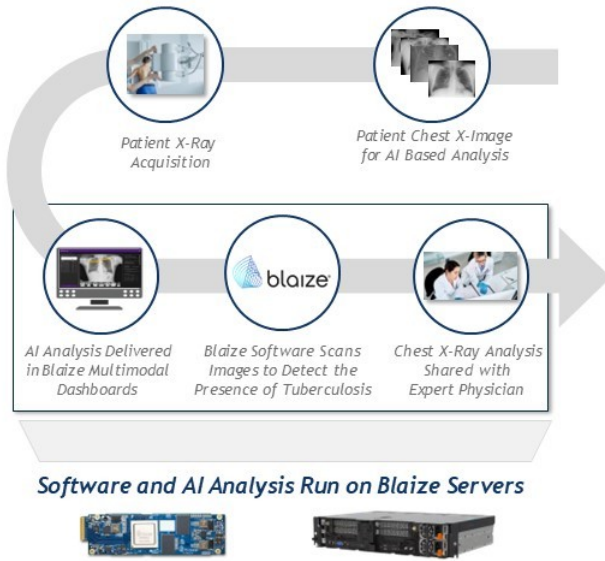 Patient X-Ray
Acquisition
Patient Chest X-Image
for AI Based Analysis
AI Analysis Delivered
in Blaize Multimodal
Dashboards
blaize
Blaize Software Scans
Images to Detect the
Presence of Tuberculosis
Chest X-Ray Analysis
Shared with
Expert Physician
Software and AI Analysis Run on Blaize Servers